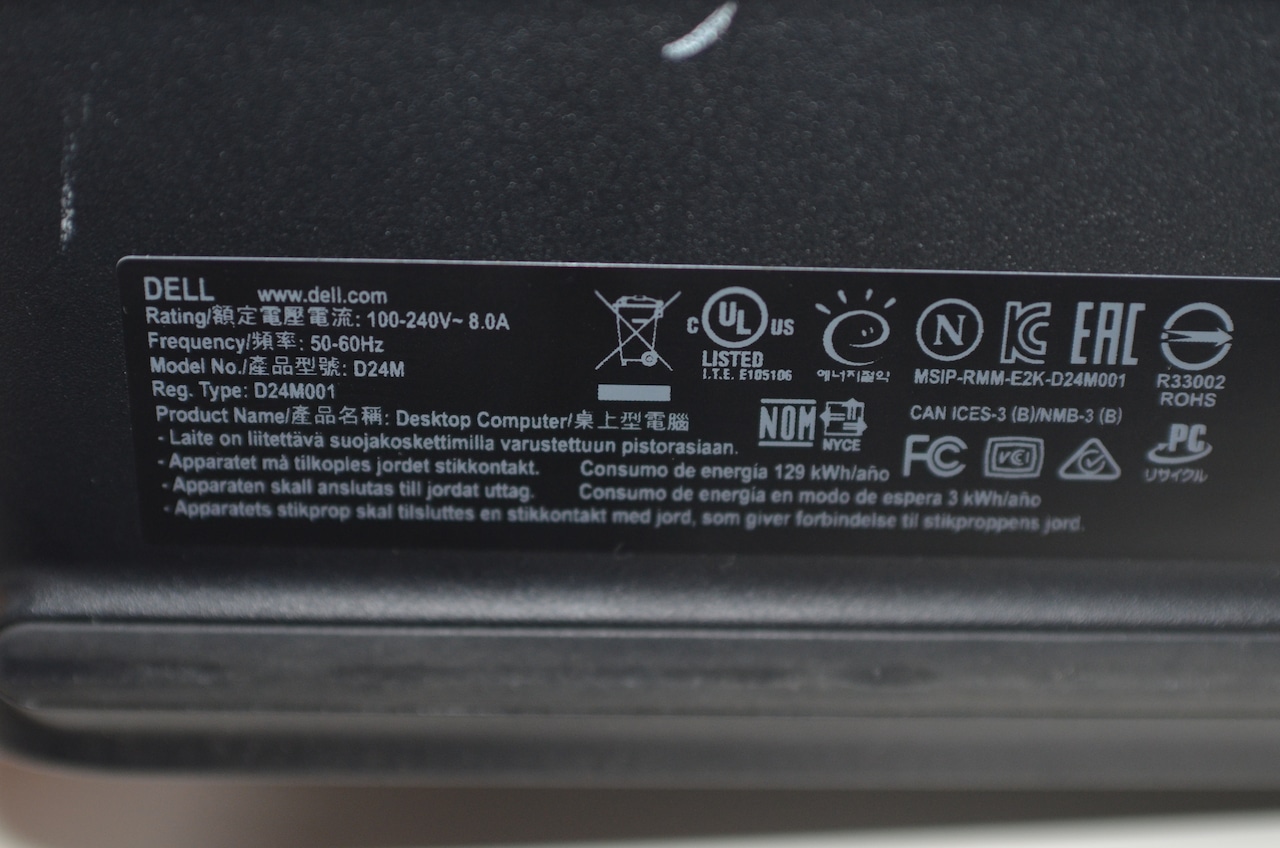 DELL www.dell.com
Rating/額定電壓電流: 100-240V~ 8.0A
Frequency/頻率: 50-60Hz
Model No./產品型號: D24M
Reg. Type: D24M001
Product Name/產品名稱: Desktop Computer/桌上型電腦
- Laite on liitettävä suojakoskettimilla varustettuun pistorasiaan.
- Apparatet må tilkoples jordet stikkontakt.
- Apparaten skall anslutas till jordat uttag.
- Apparatets stikprop skal tilsluttes en stikkontakt med jord, som giver forbindelse til stikproppens jord.
Consumo de energía 129 kWh/año
Consumo de energía en modo de espera 3 kWh/año
C UL US
LISTED
I.T.E. E105106
에너지절약
N
KC
EAC
MSIP-RMM-E2K-D24M001
R33002
ROHS
NOM
NYCE
CAN ICES-3 (B)/NMB-3 (B)
FC
VCI
PC
リサイクル